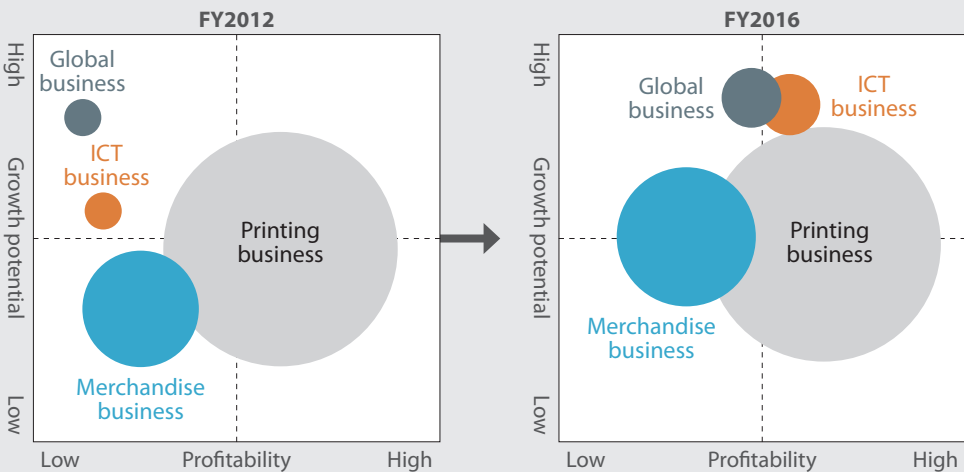 FY2012
High
Growth potential
Low
Global
business
ICT
business
Printing
business
Merchandise
business
Low Profitability High
FY2016
High
Growth potential
Low
Global
business
ICT
business
Printing
business
Merchandise
business
Low Profitability High